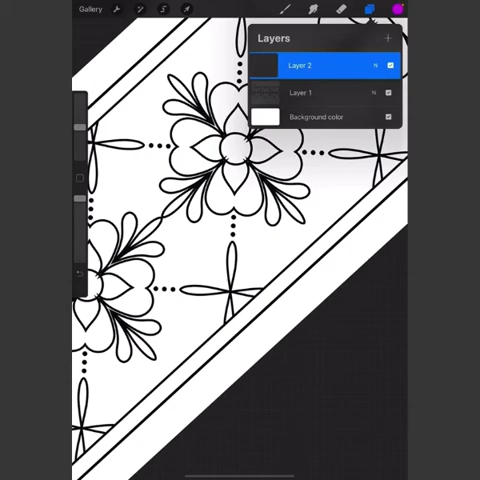 Gallery
Layers
Layer 2
N
Layer 1
N
Background color